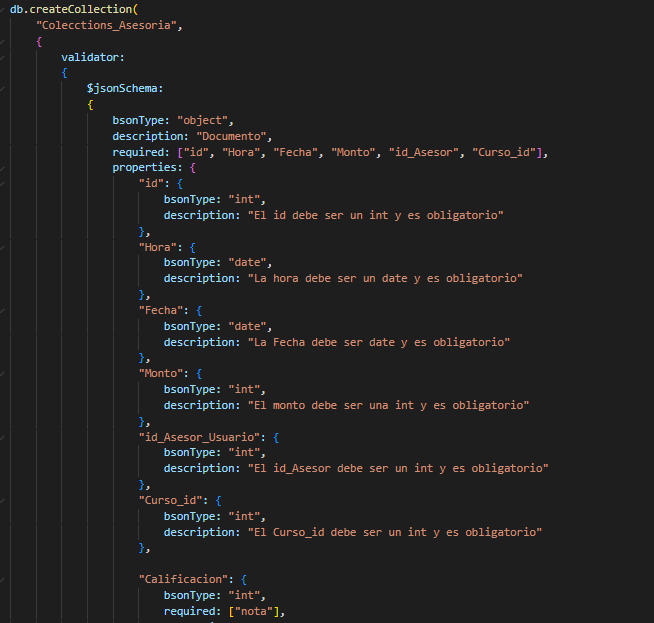 db.createCollection(
"Colecctions_Asesoria",
{
validator:
{
$jsonSchema:
{
bsonType: "object",
description: "Documento",
required: ["id", "Hora", "Fecha", "Monto", "id_Asesor", "Curso_id"],
properties: {
"id": {
bsonType: "int",
description: "El id debe ser un int y es obligatorio"
},
"Hora": {
bsonType: "date",
description: "La hora debe ser un date y es obligatorio"
},
"Fecha": {
bsonType: "date",
description: "La Fecha debe ser date y es obligatorio"
},
"Monto": {
bsonType: "int",
description: "El monto debe ser una int y es obligatorio"
},
"id_Asesor_Usuario": {
bsonType: "int",
description: "El id_Asesor debe ser un int y es obligatorio"
},
"Curso_id": {
bsonType: "int",
description: "El Curso_id debe ser un int y es obligatorio"
},
"Calificacion": {
bsonType: "int",
required: ["nota"],